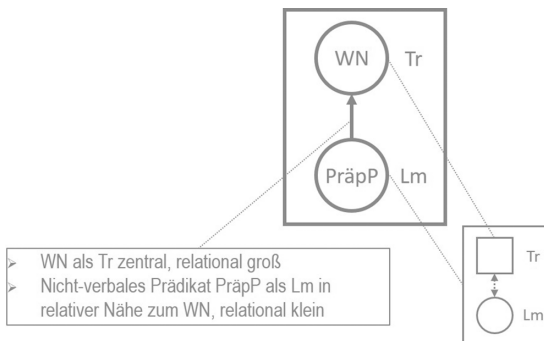 WN Tr
PräpP Lm
➢ WN als Tr zentral, relational groß
➢ Nicht-verbales Prädikat PräpP als Lm in
relativer Nähe zum WN, relational klein
Tr
Lm